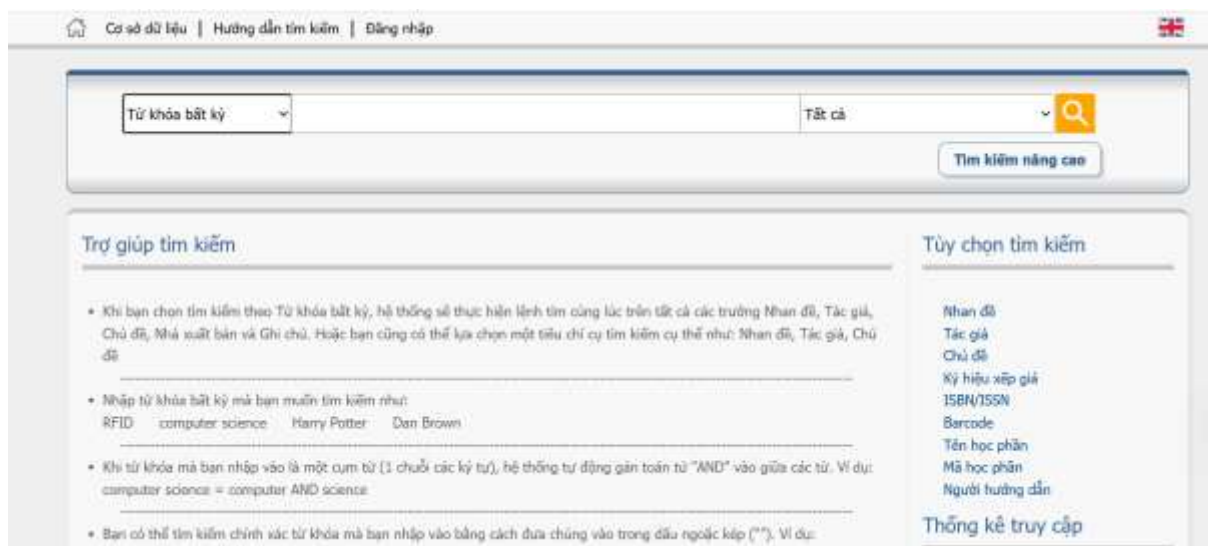 Cơ sở dữ liệu | Hướng dẫn tìm kiếm | Đăng nhập
Từ khóa bất kỳ
Tất cả
Tìm kiếm nâng cao
Trợ giúp tìm kiếm
• Khi bạn chọn tìm kiếm theo Từ khóa bất kỳ, hệ thống sẽ thực hiện lệnh tìm cùng lúc trên tất cả các trường Nhan đề, Tác giả,
Chủ đề, Nhà xuất bản và Ghi chú. Hoặc bạn cũng có thể lựa chọn một tiêu chí cụ tìm kiếm cụ thể như: Nhan đề, Tác giả, Chủ
đề
• Nhập từ khóa bất kỳ mà bạn muốn tìm kiếm như:
RFID computer science Harry Potter Dan Brown
• Khi từ khóa mà bạn nhập vào là một cụm từ (1 chuỗi các ký tự), hệ thống tự động gán toán tử "AND" vào giữa các từ. Ví dụ:
computer science = computer AND science
• Bạn có thể tìm kiếm chính xác từ khóa mà bạn nhập vào bằng cách đưa chúng vào trong dấu ngoặc kép (""). Ví dụ:
Tùy chọn tìm kiếm
Nhan đề
Tác giả
Chủ đề
Ký hiệu xếp giá
ISBN/ISSN
Barcode
Tên học phần
Mã học phần
Người hướng dẫn
Thống kê truy cập